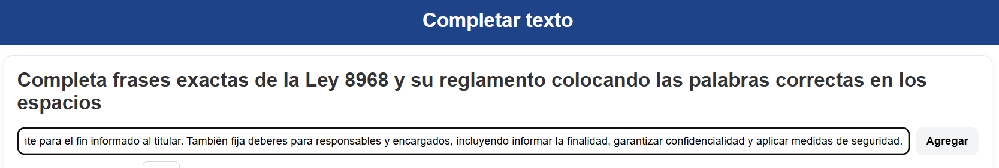 Completar texto
Completa frases exactas de la Ley 8968 y su reglamento colocando las palabras correctas en los
espacios
para el fin informado al titular. También fija deberes para responsables y encargados, incluyendo informar la finalidad, garantizar confidencialidad y aplicar medidas de seguridad.
Agregar